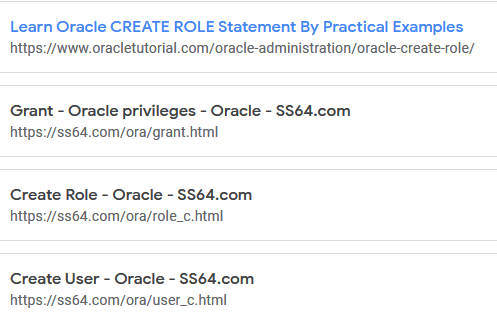 Learn Oracle CREATE ROLE Statement By Practical Examples
https://www.oracletutorial.com/oracle-administration/oracle-create-role/
Grant - Oracle privileges - Oracle - SS64.com
https://ss64.com/ora/grant.html
Create Role - Oracle - SS64.com
https://ss64.com/ora/role_c.html
Create User - Oracle - SS64.com
https://ss64.com/ora/user_c.html